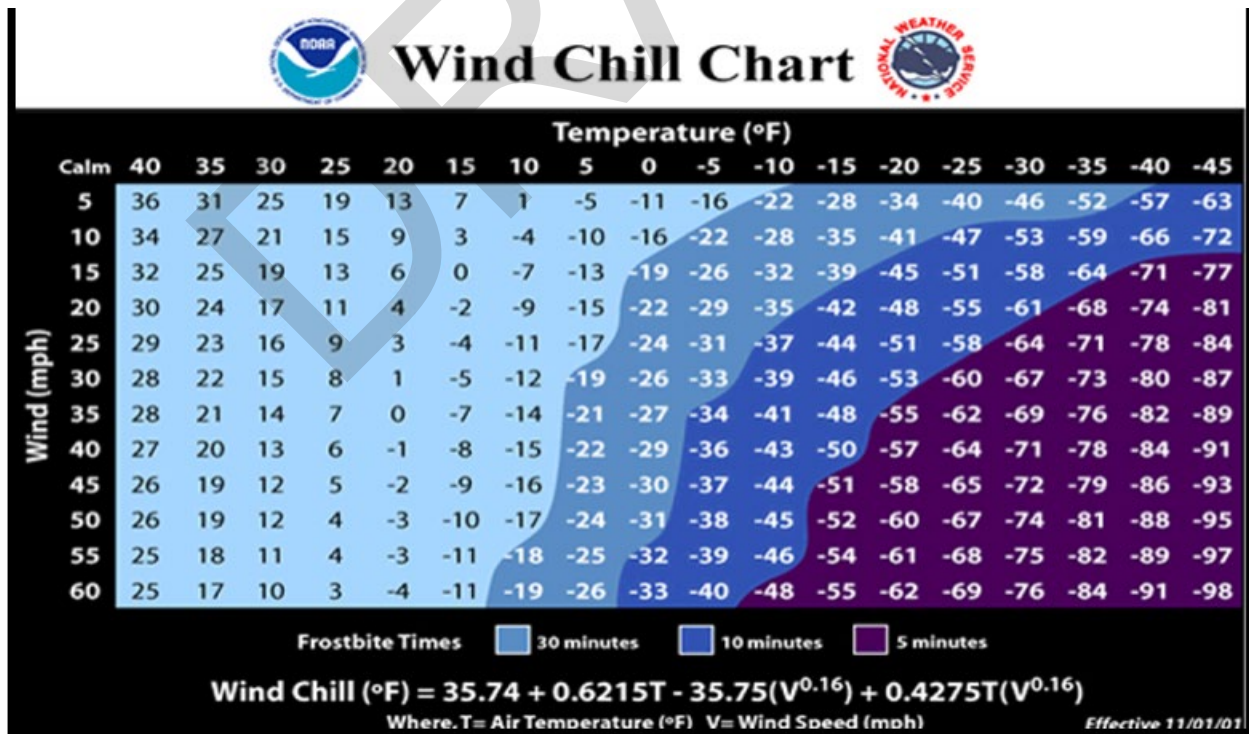 NOAA
Wind Chill Chart
NATIONAL WEATHER SERVICE
Temperature (°F)
Calm 40 35 30 25 20 15 10 5 0 -5 -10 -15 -20 -25 -30 -35 -40 -45
5 36 31 25 19 13 7 1 -5 -11 -16 -22 -28 -34 -40 -46 -52 -57 -63
10 34 27 21 15 9 3 -4 -10 -16 -22 -28 -35 -41 -47 -53 -59 -66 -72
15 32 25 19 13 6 0 -7 -13 -19 -26 -32 -39 -45 -51 -58 -64 -71 -77
20 30 24 17 11 4 -2 -9 -15 -22 -29 -35 -42 -48 -55 -61 -68 -74 -81
Wind (mph)
25 29 23 16 9 3 -4 -11 -17 -24 -31 -37 -44 -51 -58 -64 -71 -78 -84
30 28 22 15 8 1 -5 -12 -19 -26 -33 -39 -46 -53 -60 -67 -73 -80 -87
35 28 21 14 7 0 -7 -14 -21 -27 -34 -41 -48 -55 -62 -69 -76 -82 -89
40 27 20 13 6 -1 -8 -15 -22 -29 -36 -43 -50 -57 -64 -71 -78 -84 -91
45 26 19 12 5 -2 -9 -16 -23 -30 -37 -44 -51 -58 -65 -72 -79 -86 -93
50 26 19 12 4 -3 -10 -17 -24 -31 -38 -45 -52 -60 -67 -74 -81 -88 -95
55 25 18 11 4 -3 -11 -18 -25 -32 -39 -46 -54 -61 -68 -75 -82 -89 -97
60 25 17 10 3 -4 -11 -19 -26 -33 -40 -48 -55 -62 -69 -76 -84 -91 -98
Frostbite Times 30 minutes 10 minutes 5 minutes
Wind Chill (°F) = 35.74 + 0.6215T - 35.75(V^0.16) + 0.4275T(V^0.16)
Where, T= Air Temperature (°F) V= Wind Speed (mph) Effective 11/01/01